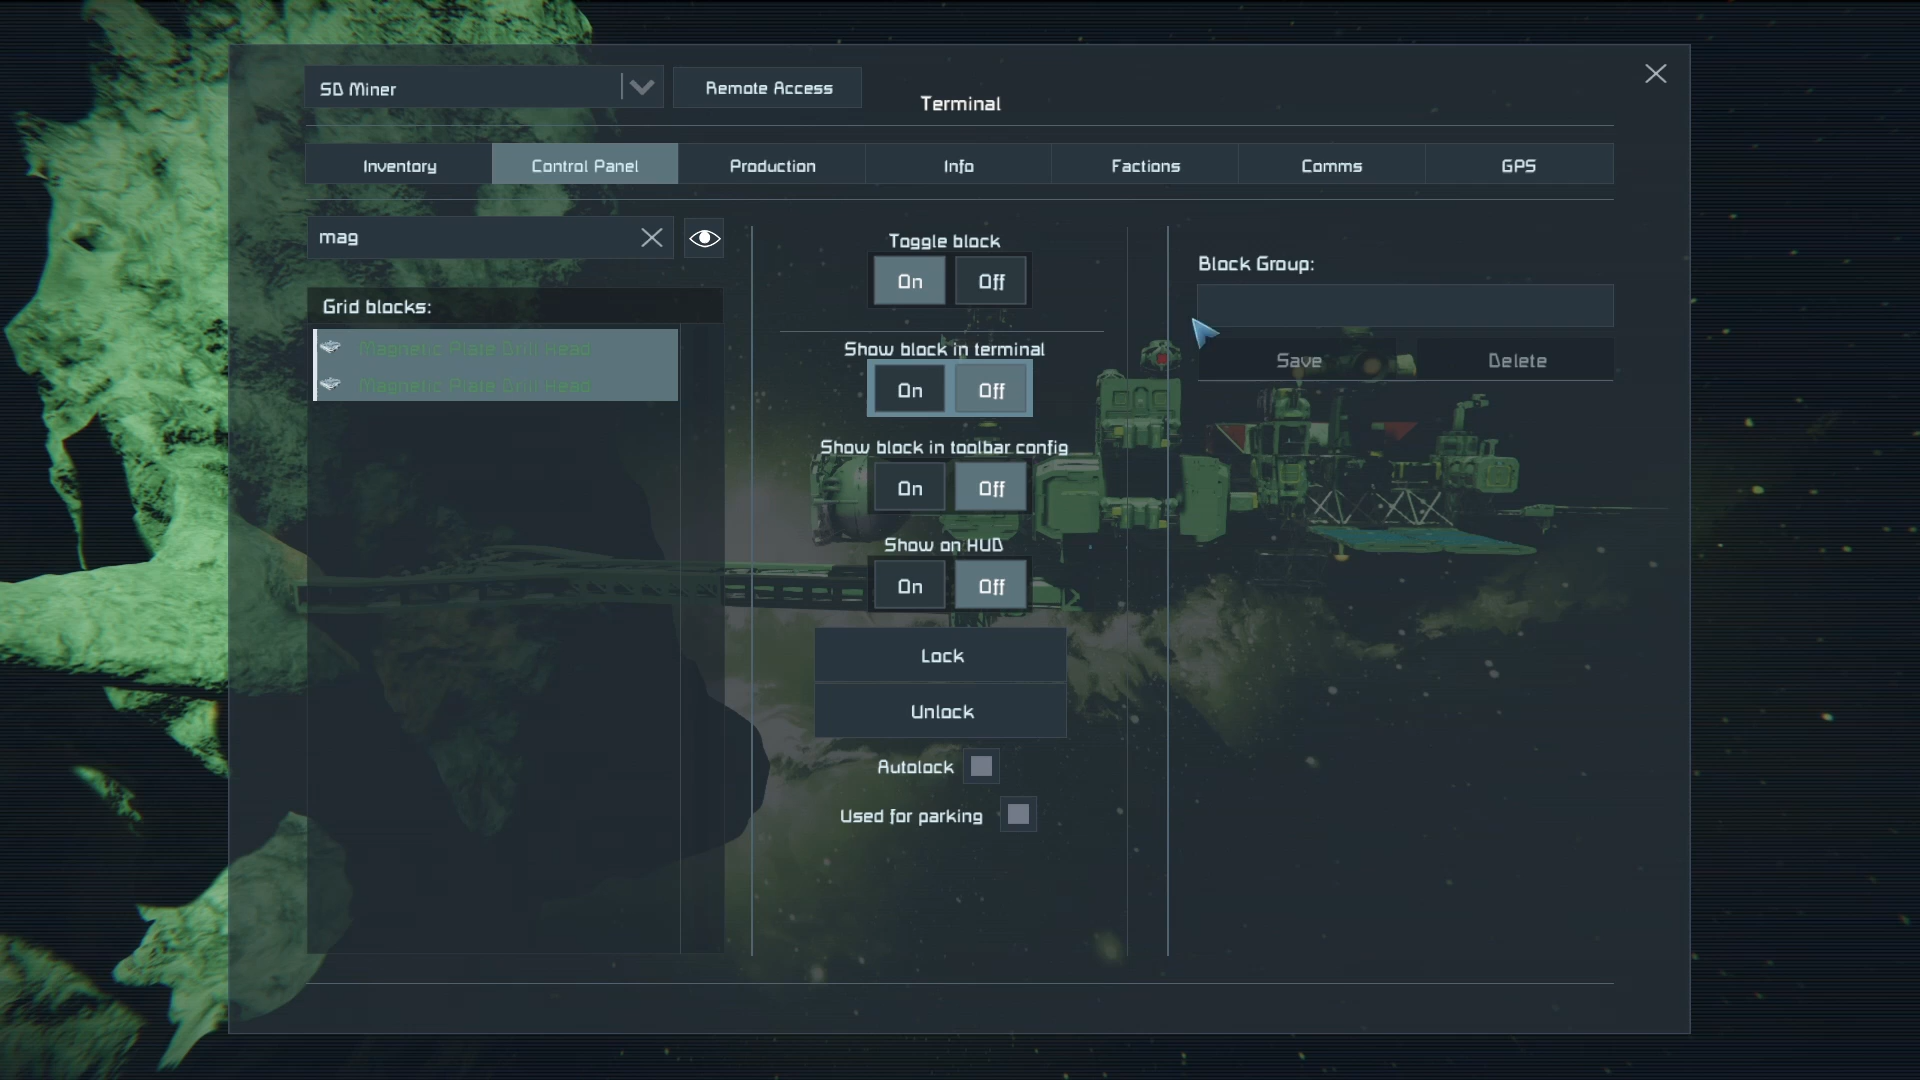 SD Miner
Remote Access
Terminal
Inventory
Control Panel
Production
Info
Factions
Comms
GPS
mag
Grid blocks:
Magnetic Plate Drill Head
Magnetic Plate Drill Head
Toggle block
On
Off
Show block in terminal
On
Off
Show block in toolbar config
On
Off
Show on HUD
On
Off
Lock
Unlock
Autolock
Used for parking
Block Group:
Save
Delete